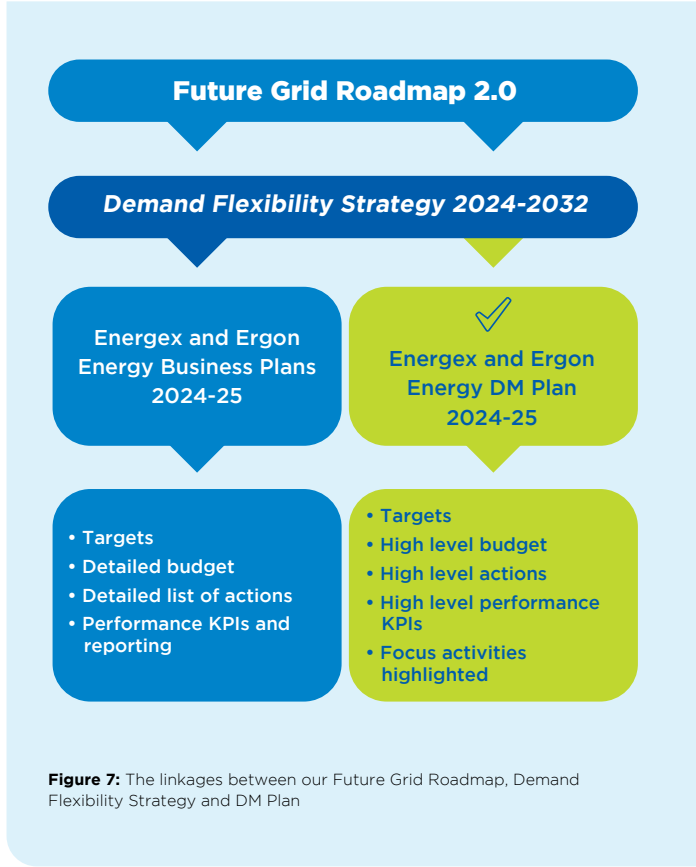 Future Grid Roadmap 2.0
Demand Flexibility Strategy 2024-2032
Energex and Ergon
Energy Business Plans
2024-25
Energex and Ergon
Energy DM Plan
2024-25
• Targets
• Detailed budget
• Detailed list of actions
• Performance KPIs and
reporting
• Targets
• High level budget
• High level actions
• High level performance
KPIs
• Focus activities
highlighted
Figure 7: The linkages between our Future Grid Roadmap, Demand
Flexibility Strategy and DM Plan